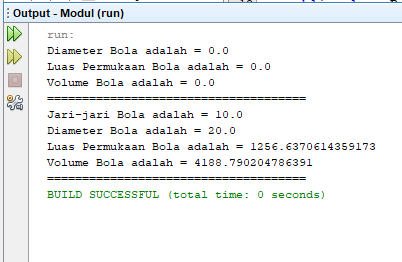 Output - Modul (run)
run:
Diameter Bola adalah = 0.0
Luas Permukaan Bola adalah = 0.0
Volume Bola adalah = 0.0
=====================================
Jari-jari Bola adalah = 10.0
Diameter Bola adalah = 20.0
Luas Permukaan Bola adalah = 1256.6370614359173
Volume Bola adalah = 4188.790204786391
=====================================
BUILD SUCCESSFUL (total time: 0 seconds)